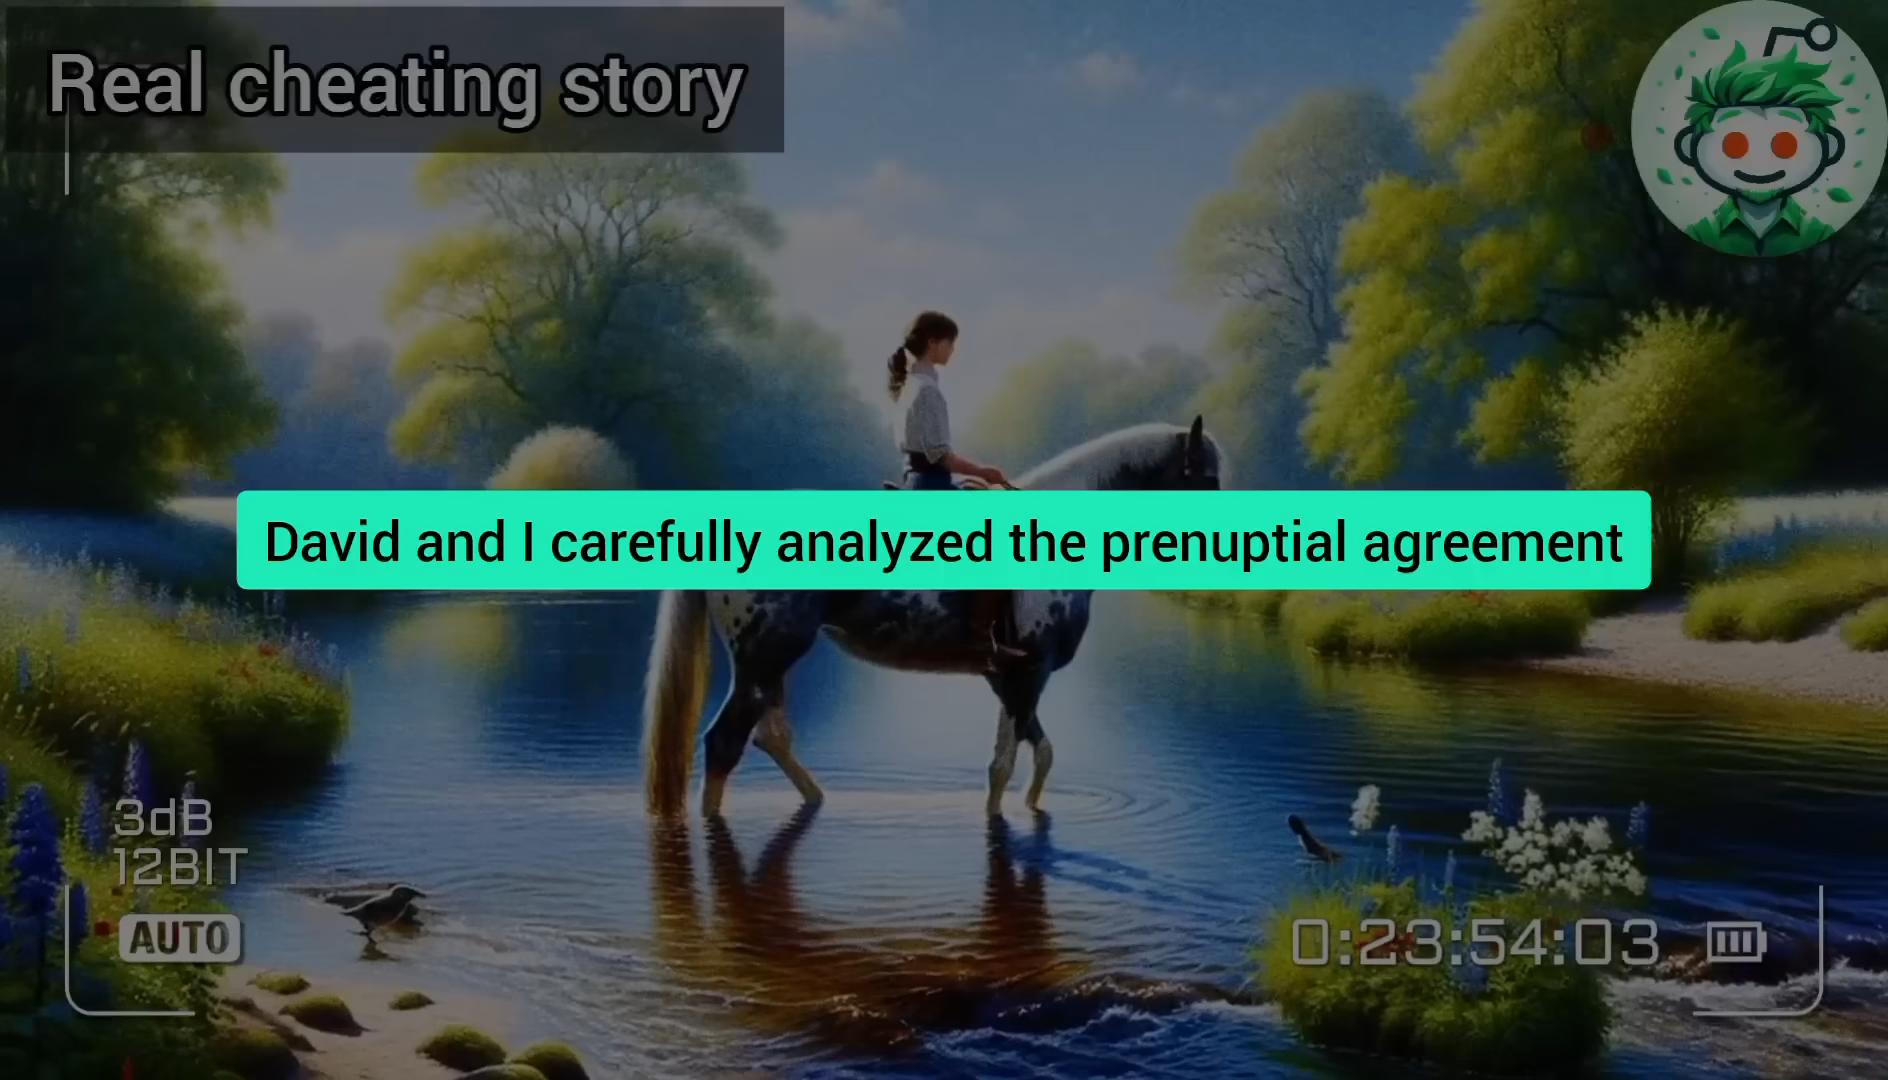 Real cheating story
David and I carefully analyzed the prenuptial agreement
3dB
12BIT
AUTO
0:23:54:03